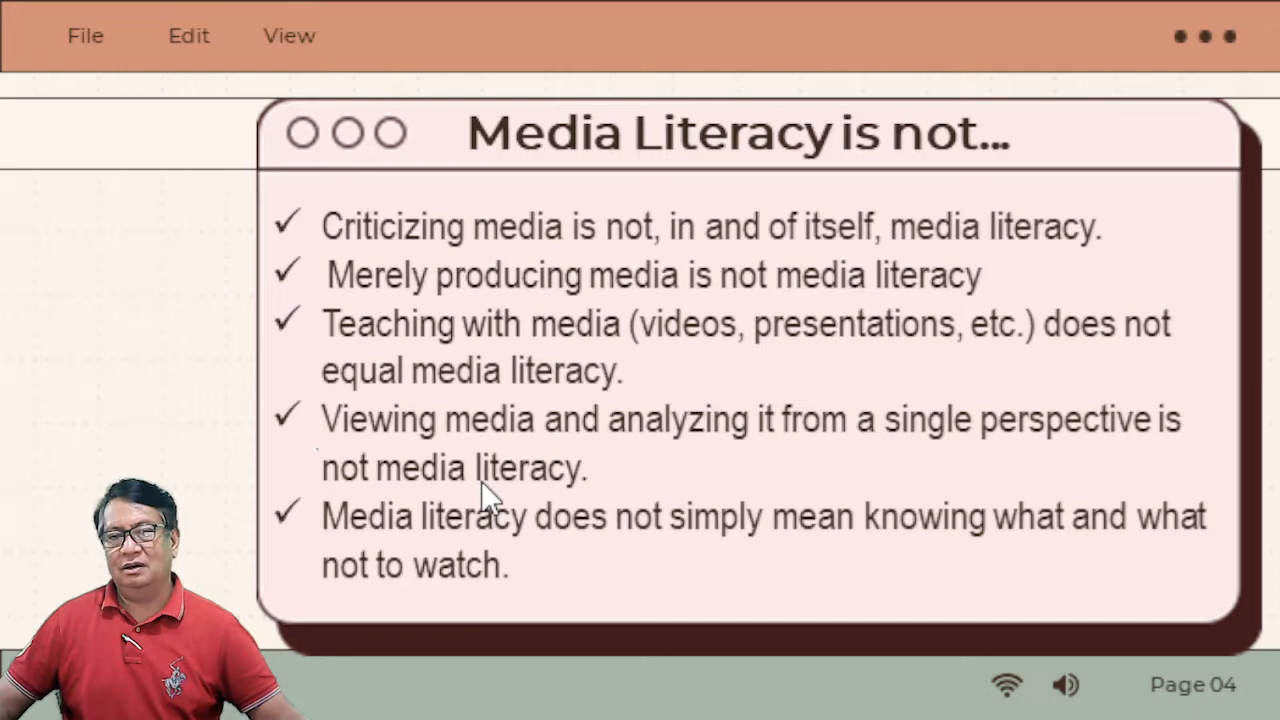 File Edit View
Media Literacy is not...
✓ Criticizing media is not, in and of itself, media literacy.
✓ Merely producing media is not media literacy
✓ Teaching with media (videos, presentations, etc.) does not
equal media literacy.
✓ Viewing media and analyzing it from a single perspective is
not media literacy.
✓ Media literacy does not simply mean knowing what and what
not to watch.
Page 04